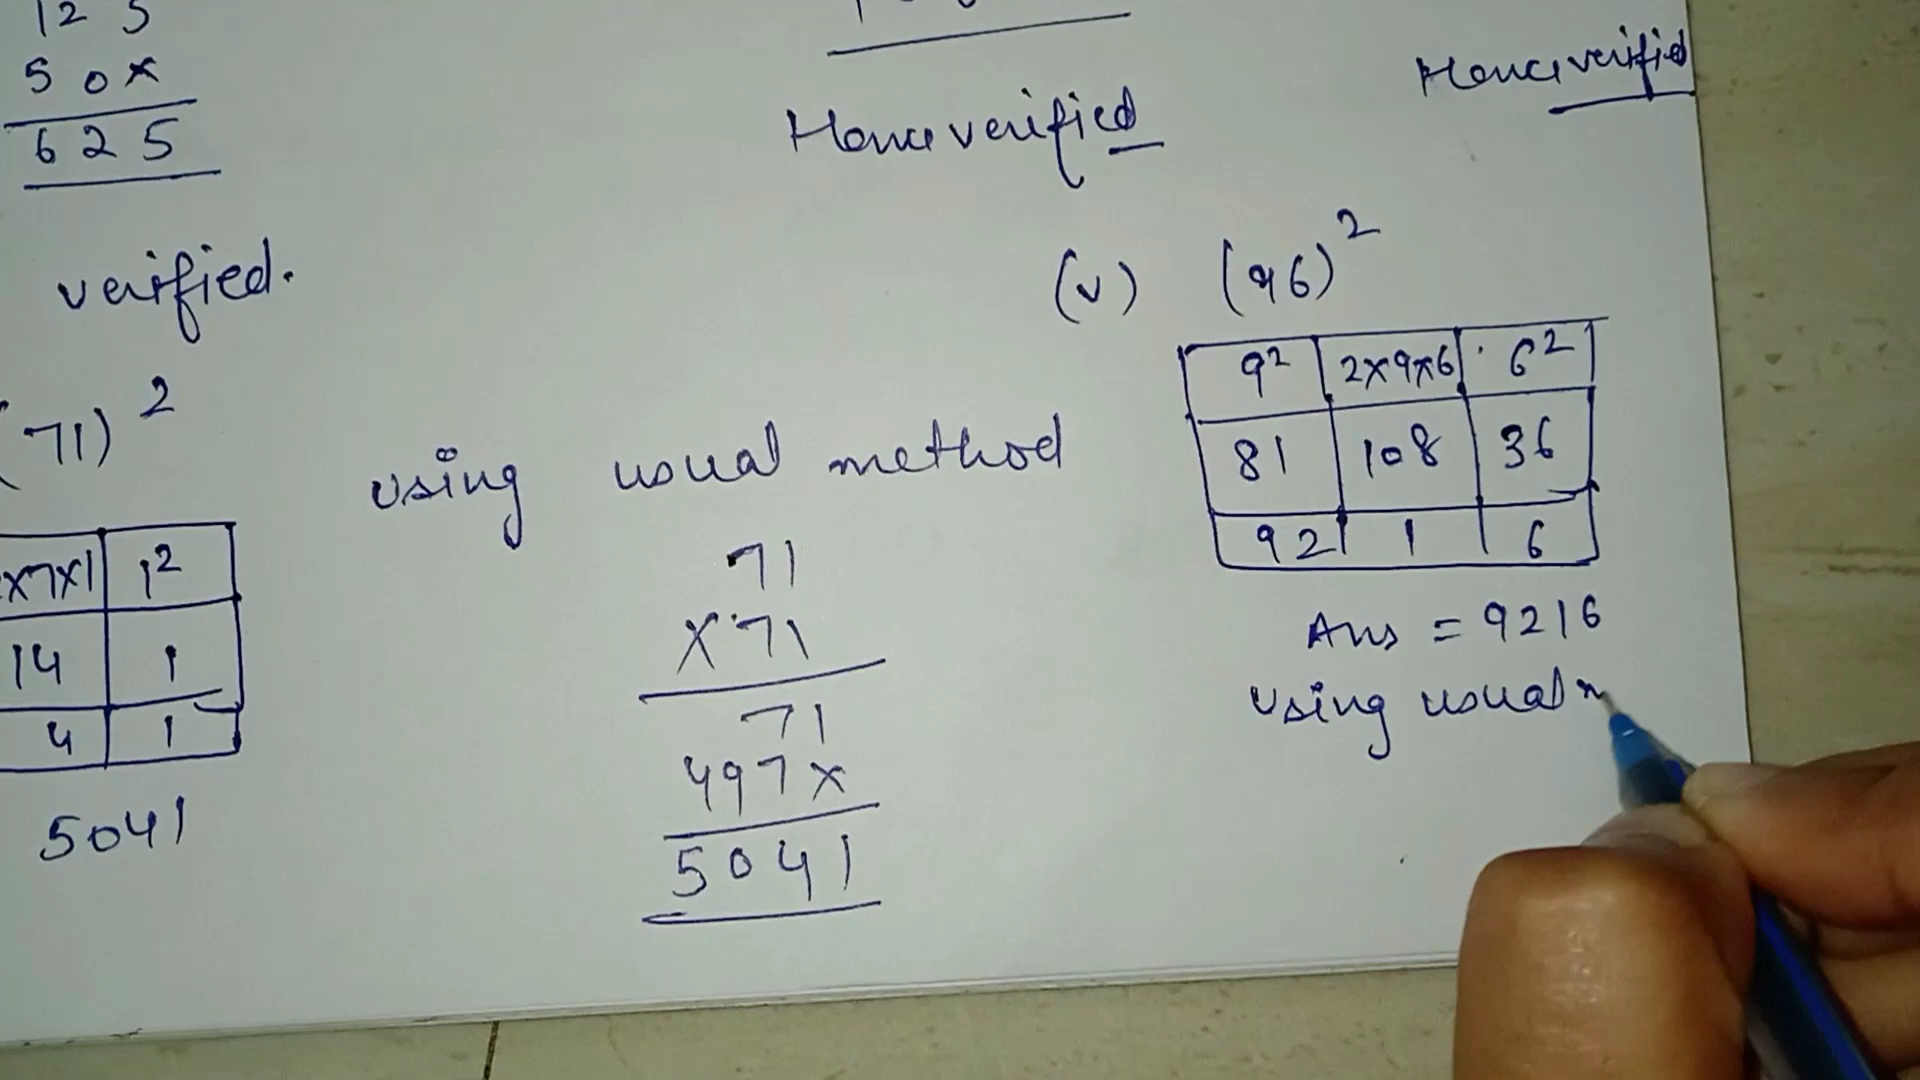 125
50x
625
verified.
Hence verified
Hence verified
(71)²
x7x1 | 1²
14 | 1
4 | 1
5041
using usual method
71
x 71
71
497x
5041
(v) (96)²
9² | 2x9x6 | 6²
81 | 108 | 36
92 | 1 | 6
Ans = 9216
using usual m